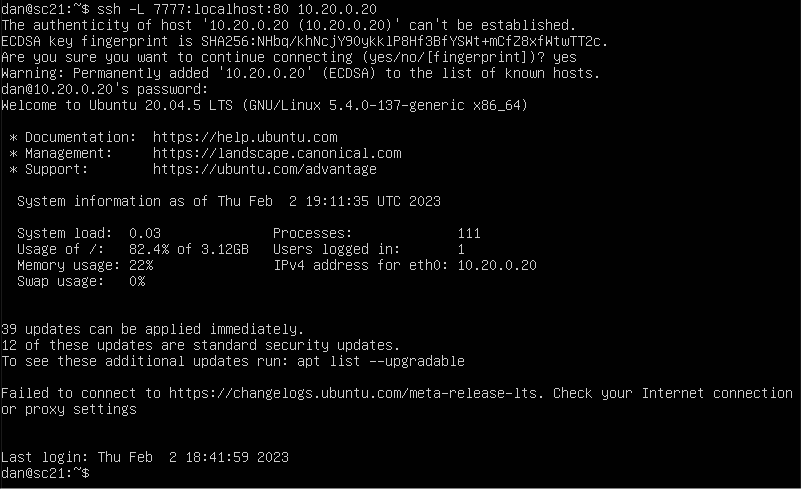 dan@sc21:~$ ssh -L 7777:localhost:80 10.20.0.20
The authenticity of host '10.20.0.20 (10.20.0.20)' can't be established.
ECDSA key fingerprint is SHA256:NHbq/khNcjY9OykklP8Hf3BfYSWt+mCfZ8xfWtwTT2c.
Are you sure you want to continue connecting (yes/no/[fingerprint])? yes
Warning: Permanently added '10.20.0.20' (ECDSA) to the list of known hosts.
dan@10.20.0.20's password:
Welcome to Ubuntu 20.04.5 LTS (GNU/Linux 5.4.0-137-generic x86_64)

 * Documentation:  https://help.ubuntu.com
 * Management:     https://landscape.canonical.com
 * Support:        https://ubuntu.com/advantage

  System information as of Thu Feb  2 19:11:35 UTC 2023

  System load:  0.03              Processes:             111
  Usage of /:   82.4% of 3.12GB   Users logged in:       1
  Memory usage: 22%               IPv4 address for eth0: 10.20.0.20
  Swap usage:   0%

39 updates can be applied immediately.
12 of these updates are standard security updates.
To see these additional updates run: apt list --upgradable

Failed to connect to https://changelogs.ubuntu.com/meta-release-lts. Check your Internet connection
or proxy settings

Last login: Thu Feb  2 18:41:59 2023
dan@sc21:~$